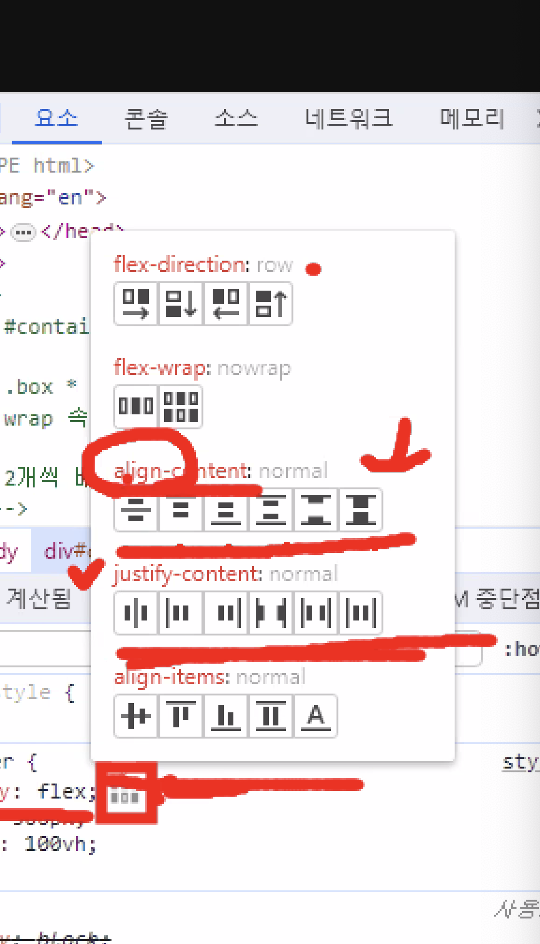 요소 콘솔 소스 네트워크 메모리
PE html>
ang="en">
> ••• </head>
>
flex-direction: row
#contai
flex-wrap: nowrap
.box *
wrap 속
align-content: normal
2개씩
-->
dy div#
justify-content: normal
계산됨 M 중단점
:hov
align-items: normal
style {
er { sty
y: flex;
: 100vh;
사용
y: block;